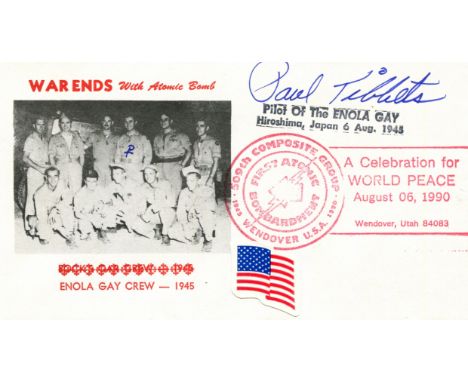 WAR ENDS With Atomic Bomb
Paul Tibbets
Pilot Of The ENOLA GAY
Hiroshima, Japan 6 Aug. 1945
509th COMPOSITE GROUP
FIRST ATOMIC
BOMBARDMENT
1945
1990
WENDOVER U.S.A.
A Celebration for
WORLD PEACE
August 06, 1990
Wendover, Utah 84083
ENOLA GAY CREW — 1945